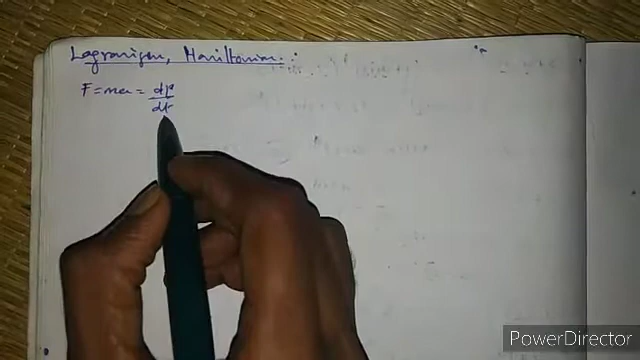 Lagrangian, Hamiltonian :
F = ma = dp/dt
PowerDirector